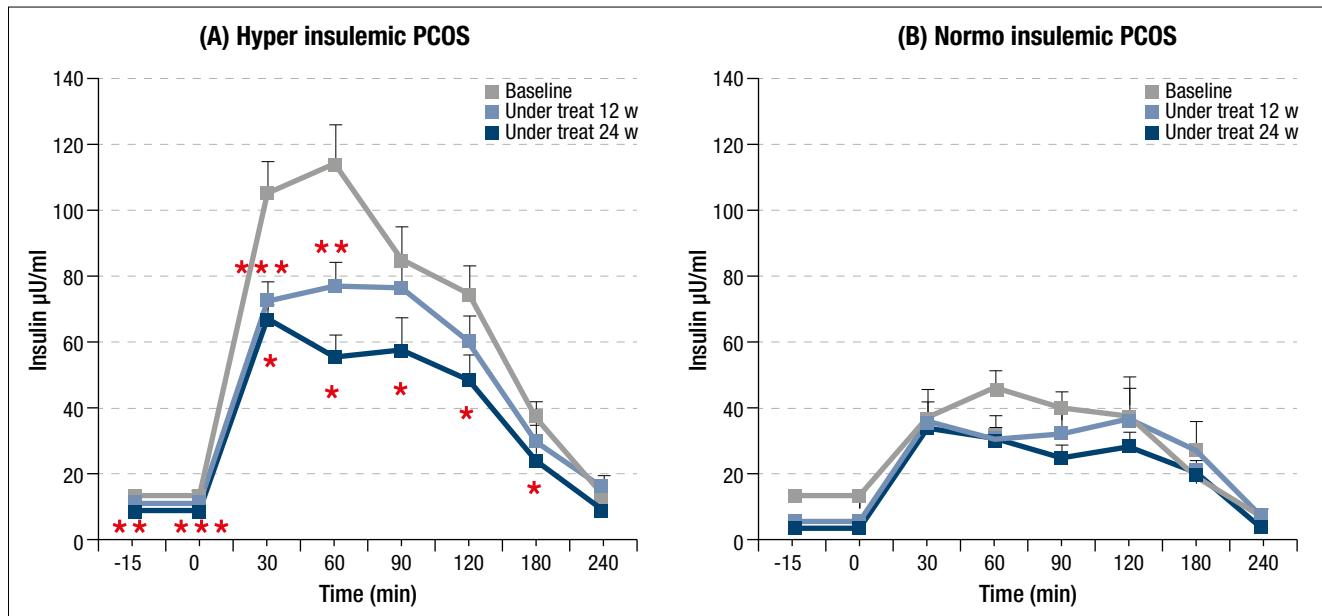 (A) Hyper insulemic PCOS
140
120
100
80
60
40
20
0
Insulin µU/ml
Baseline
Under treat 12 w
Under treat 24 w
***
**
*
*
*
*
*
**
***
-15 0 30 60 90 120 180 240
Time (min)
(B) Normo insulemic PCOS
140
120
100
80
60
40
20
0
Insulin µU/ml
Baseline
Under treat 12 w
Under treat 24 w
-15 0 30 60 90 120 180 240
Time (min)